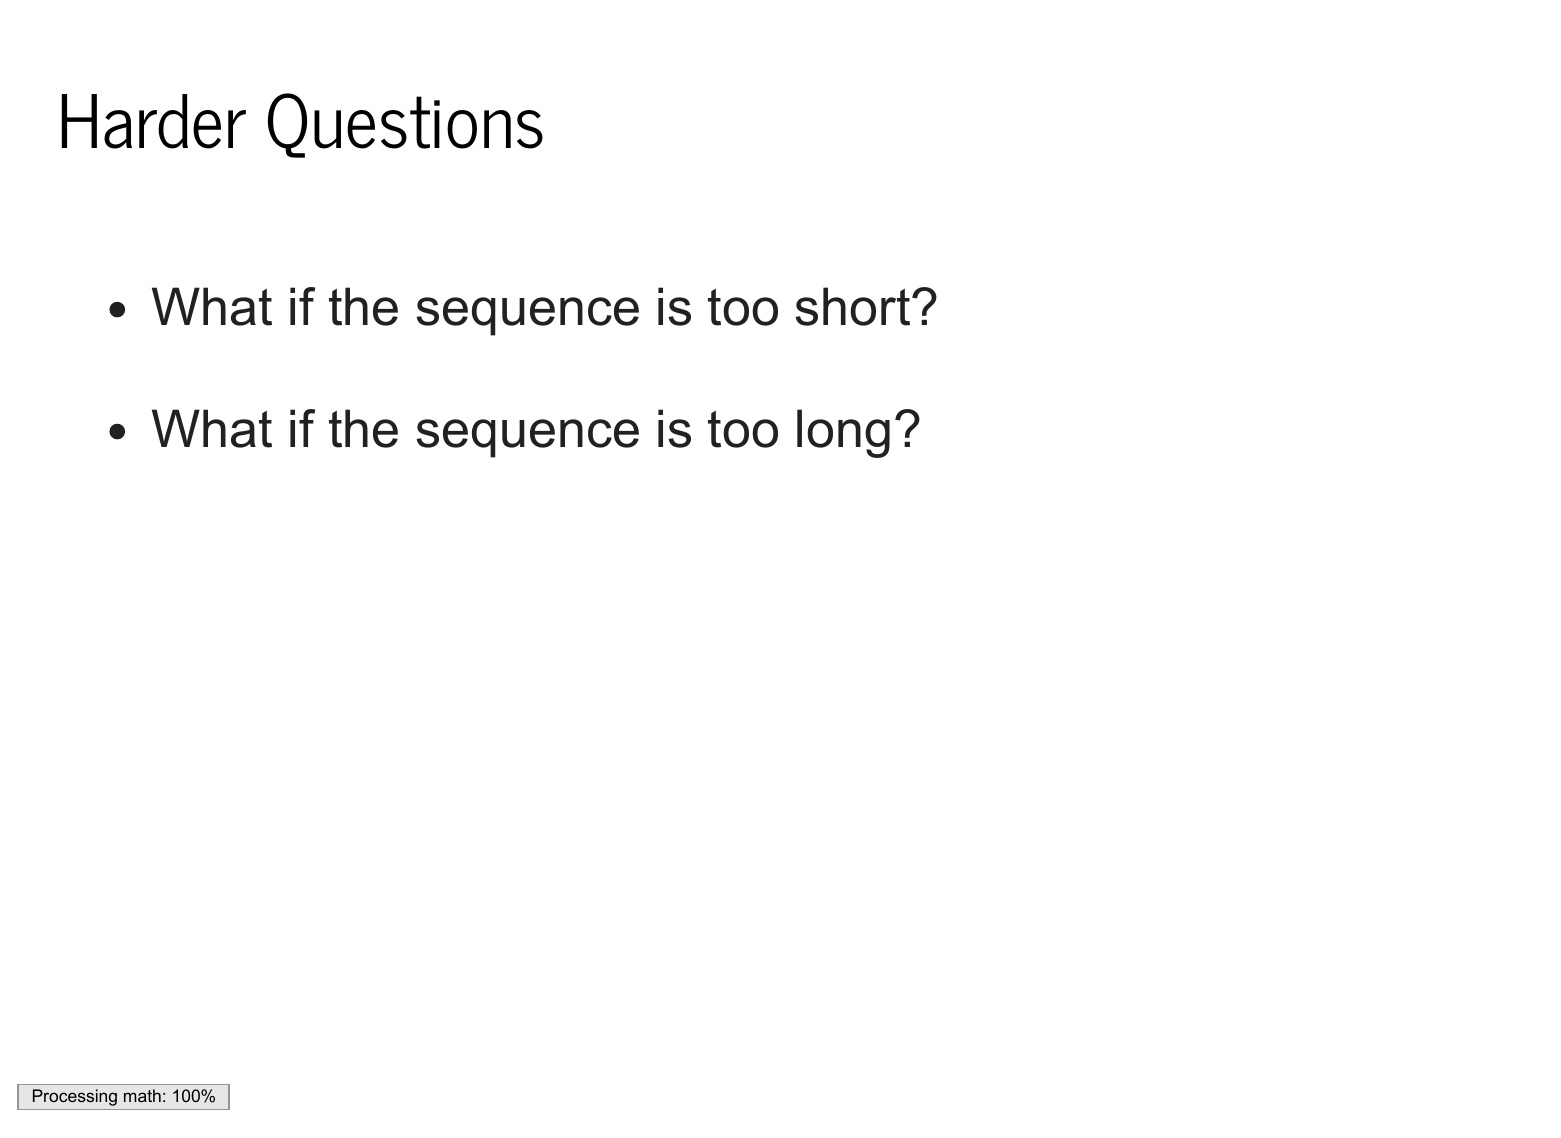 Harder Questions
• What if the sequence is too short?
• What if the sequence is too long?
Processing math: 100%